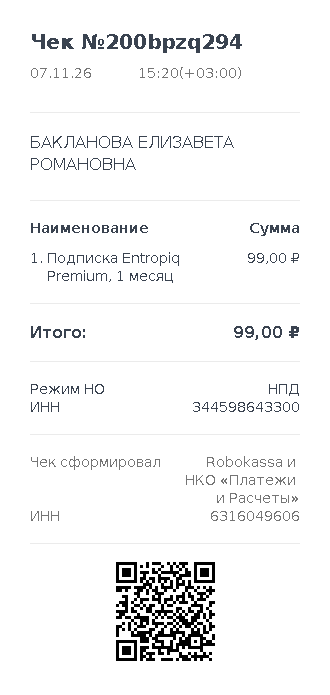 Чек №200bpzq294
07.11.26 15:20(+03:00)
БАКЛАНОВА ЕЛИЗАВЕТА
РОМАНОВНА
Наименование Сумма
1. Подписка Entropiq 99,00 ₽
Premium, 1 месяц
Итого: 99,00 ₽
Режим НО НПД
ИНН 344598643300
Чек сформировал Robokassa и
НКО «Платежи
и Расчеты»
ИНН 6316049606